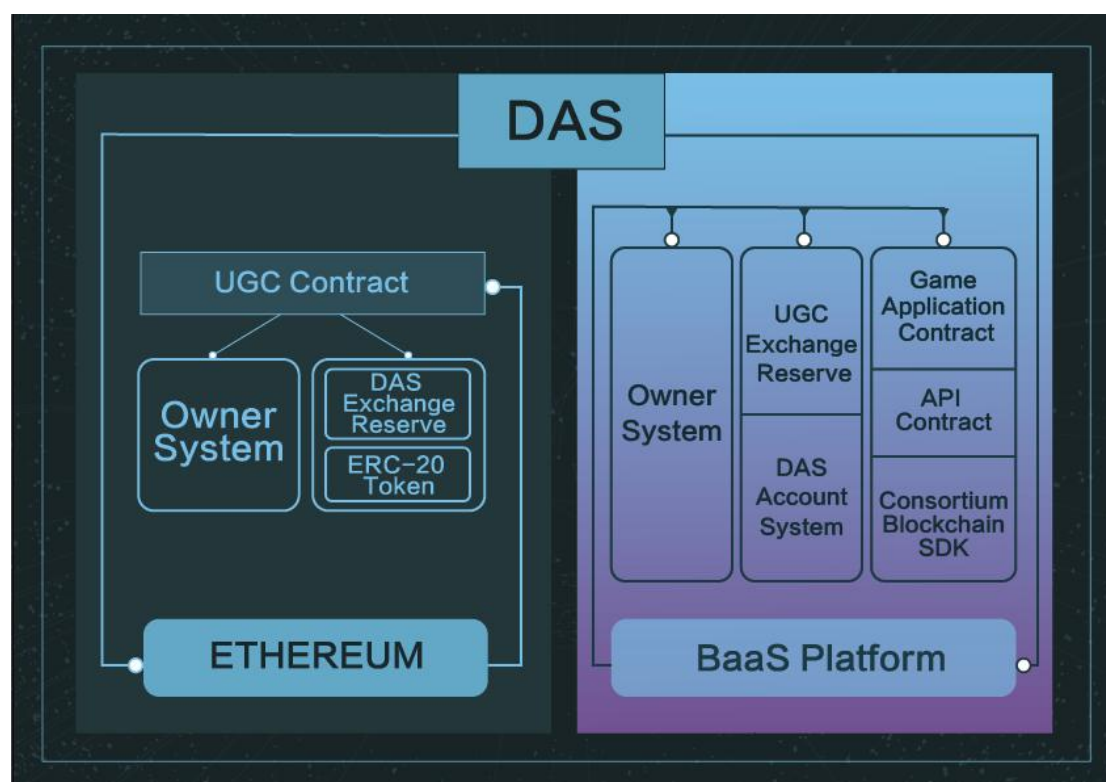 DAS
UGC Contract
Owner
System
DAS
Exchange
Reserve
ERC-20
Token
ETHEREUM
Owner
System
UGC
Exchange
Reserve
DAS
Account
System
Game
Application
Contract
API
Contract
Consortium
Blockchain
SDK
BaaS Platform